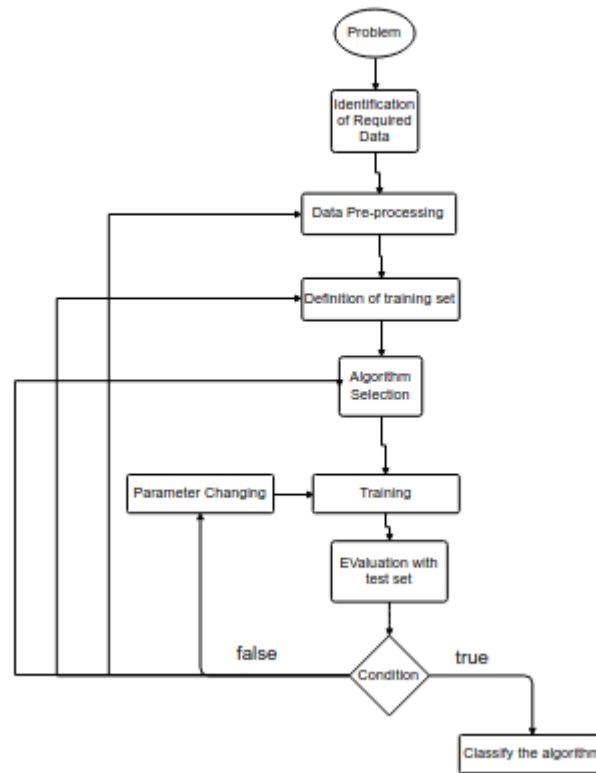 Problem
Identification
of Required
Data
Data Pre-processing
Definition of training set
Algorithm
Selection
Parameter Changing
Training
EValuation with
test set
false
Condition
true
Classify the algorithm